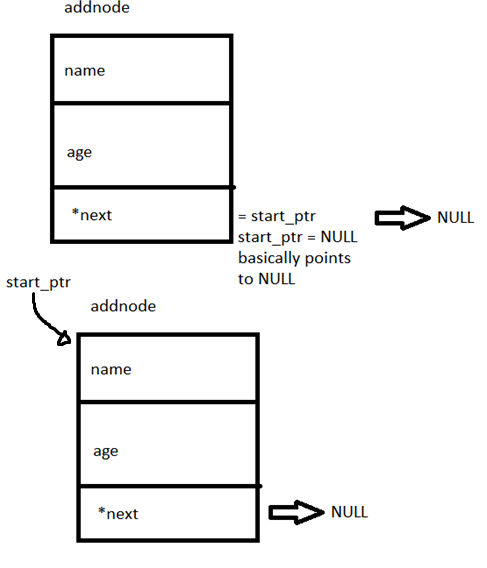 addnode
name
age
*next
= start_ptr
start_ptr = NULL
basically points
to NULL
NULL
start_ptr
addnode
name
age
*next
NULL